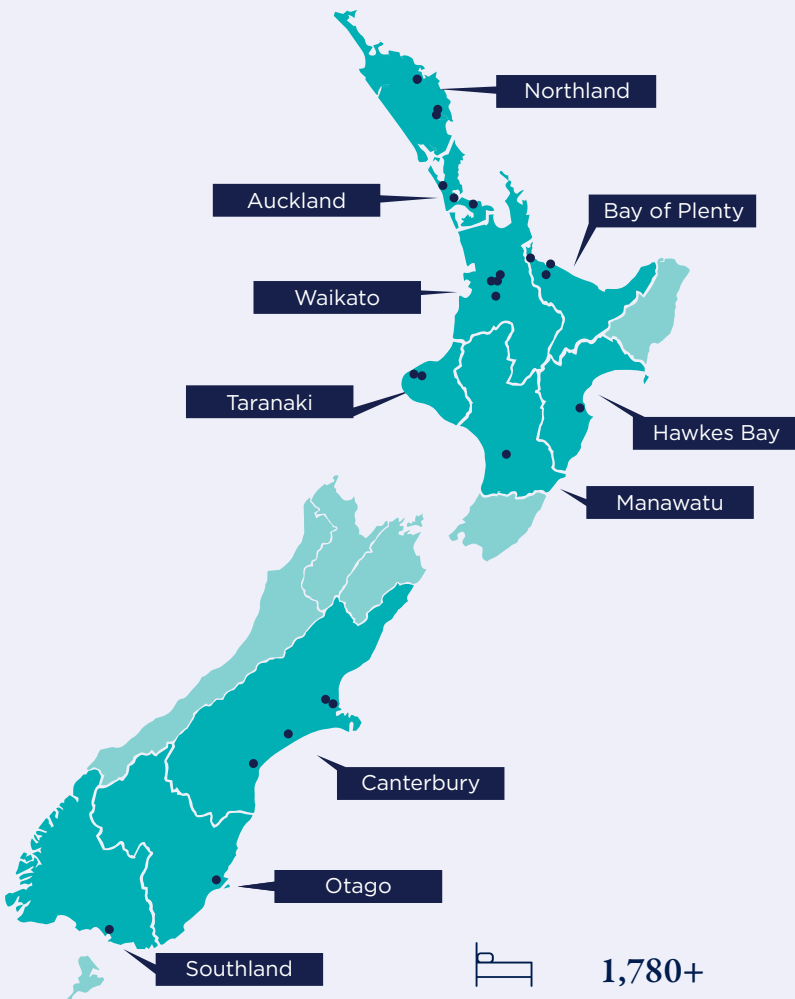 Northland
Auckland
Bay of Plenty
Waikato
Taranaki
Hawkes Bay
Manawatu
Canterbury
Otago
Southland
1,780+